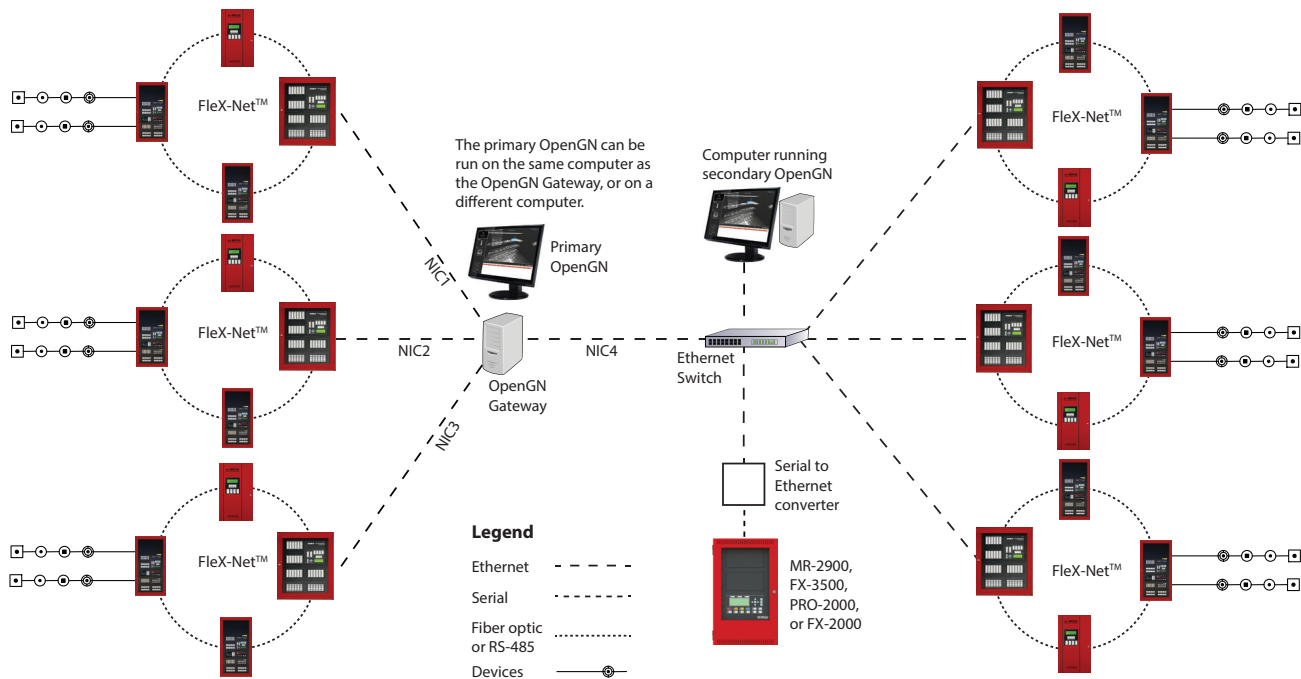 FleX-Net™
FleX-Net™
FleX-Net™
The primary OpenGN can be
run on the same computer as
the OpenGN Gateway, or on a
different computer.
Primary
OpenGN
NIC1
NIC2
NIC3
NIC4
OpenGN
Gateway
Computer running
secondary OpenGN
Ethernet
Switch
Serial to
Ethernet
converter
MR-2900,
FX-3500,
PRO-2000,
or FX-2000
Legend
Ethernet
Serial
Fiber optic
or RS-485
Devices
FleX-Net™
FleX-Net™
FleX-Net™